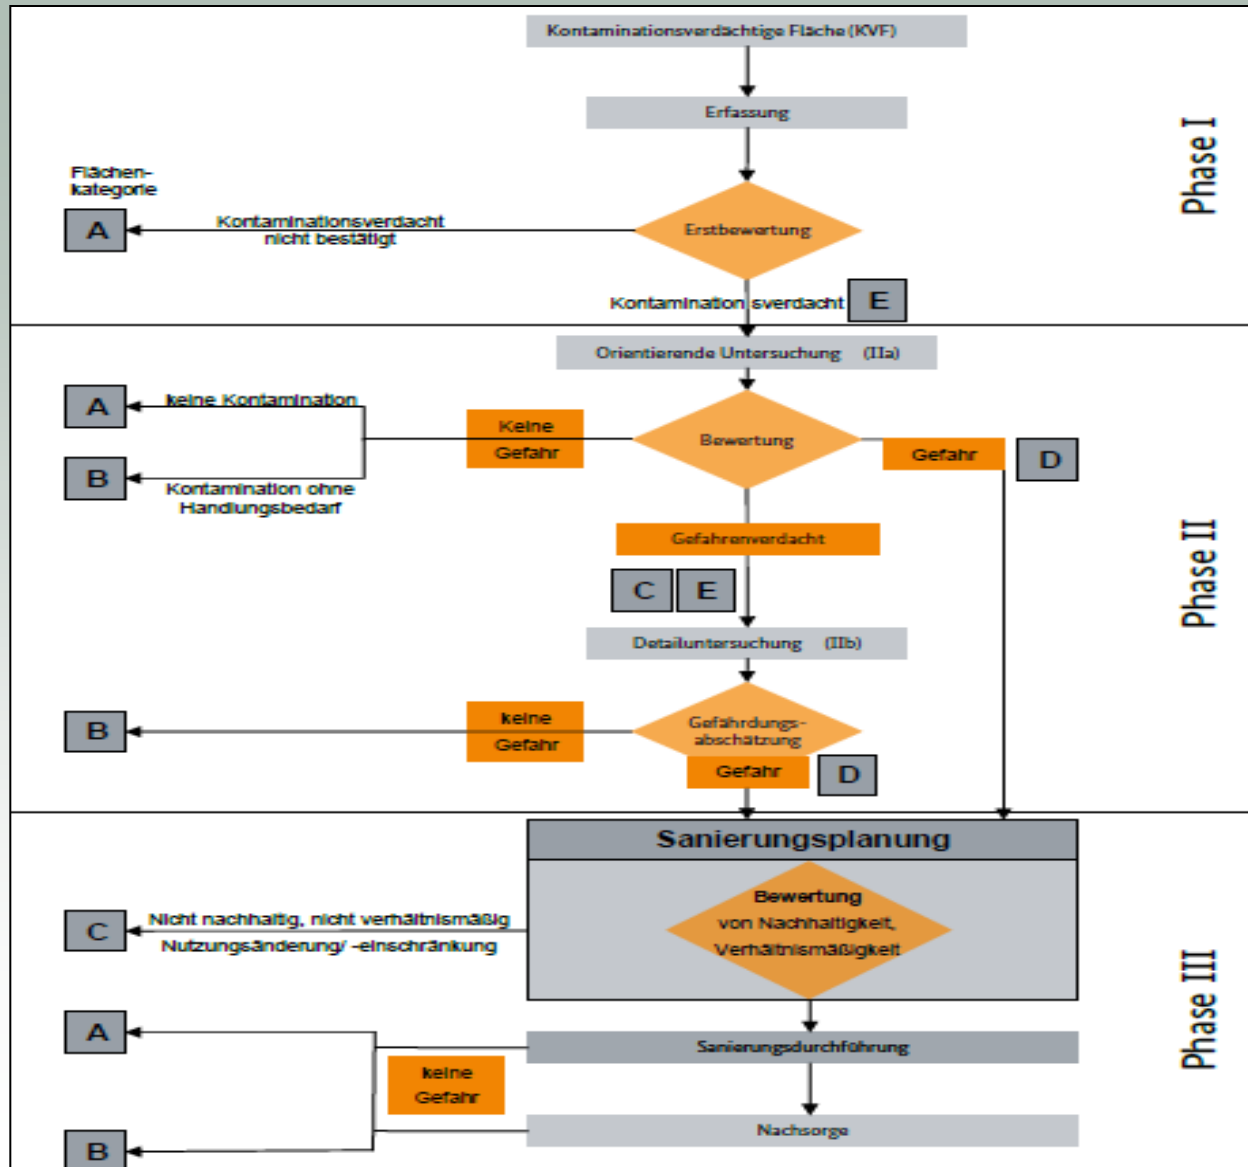 Kontaminationsverdächtige Fläche (KVF)
Erfassung
Phase I
Flächen-
kategorie
A
Kontaminationsverdacht
nicht bestätigt
Erstbewertung
Kontamination sverdacht
E
Orientierende Untersuchung (IIa)
A
keine Kontamination
Keine
Gefahr
Bewertung
Gefahr
D
B
Kontamination ohne
Handlungsbedarf
Gefahrenverdacht
Phase II
C
E
Detailuntersuchung (IIb)
B
keine
Gefahr
Gefährdungs-
abschätzung
Gefahr
D
Sanierungsplanung
Bewertung
von Nachhaltigkeit,
Verhältnismäßigkeit
C
Nicht nachhaltig, nicht verhältnismäßig
Nutzungsänderung/ -einschränkung
Phase III
A
Sanierungsdurchführung
keine
Gefahr
Nachsorge
B